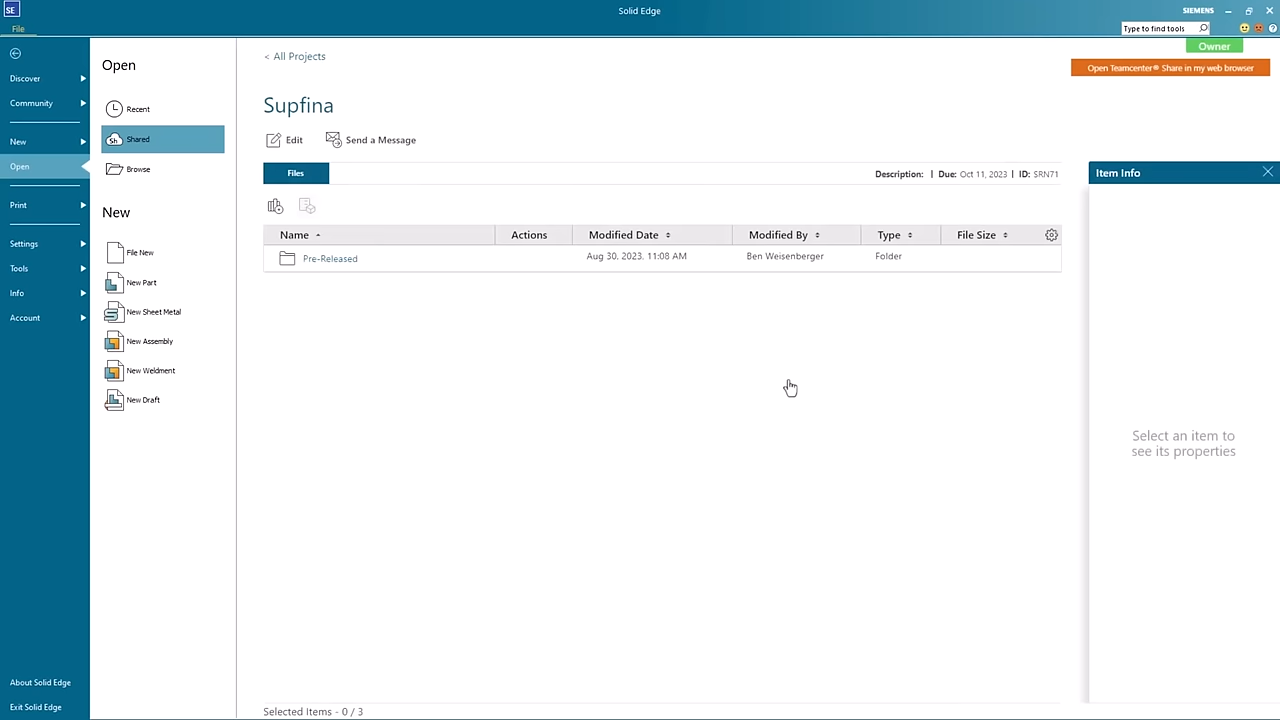 SE
Solid Edge
SIEMENS
File
Type to find tools
Discover
Community
New
Open
Print
Settings
Tools
Info
Account
About Solid Edge
Exit Solid Edge
Open
Recent
Sh Shared
Browse
New
File New
New Part
New Sheet Metal
New Assembly
New Weldment
New Draft
< All Projects
Owner
Open Teamcenter® Share in my web browser
Supfina
Edit
Send a Message
Files
Description: | Due: Oct 11, 2023 | ID: SRN71
Name Actions Modified Date Modified By Type File Size
Pre-Released Aug 30, 2023, 11:08 AM Ben Weisenberger Folder
Selected Items - 0 / 3
Item Info
Select an item to
see its properties